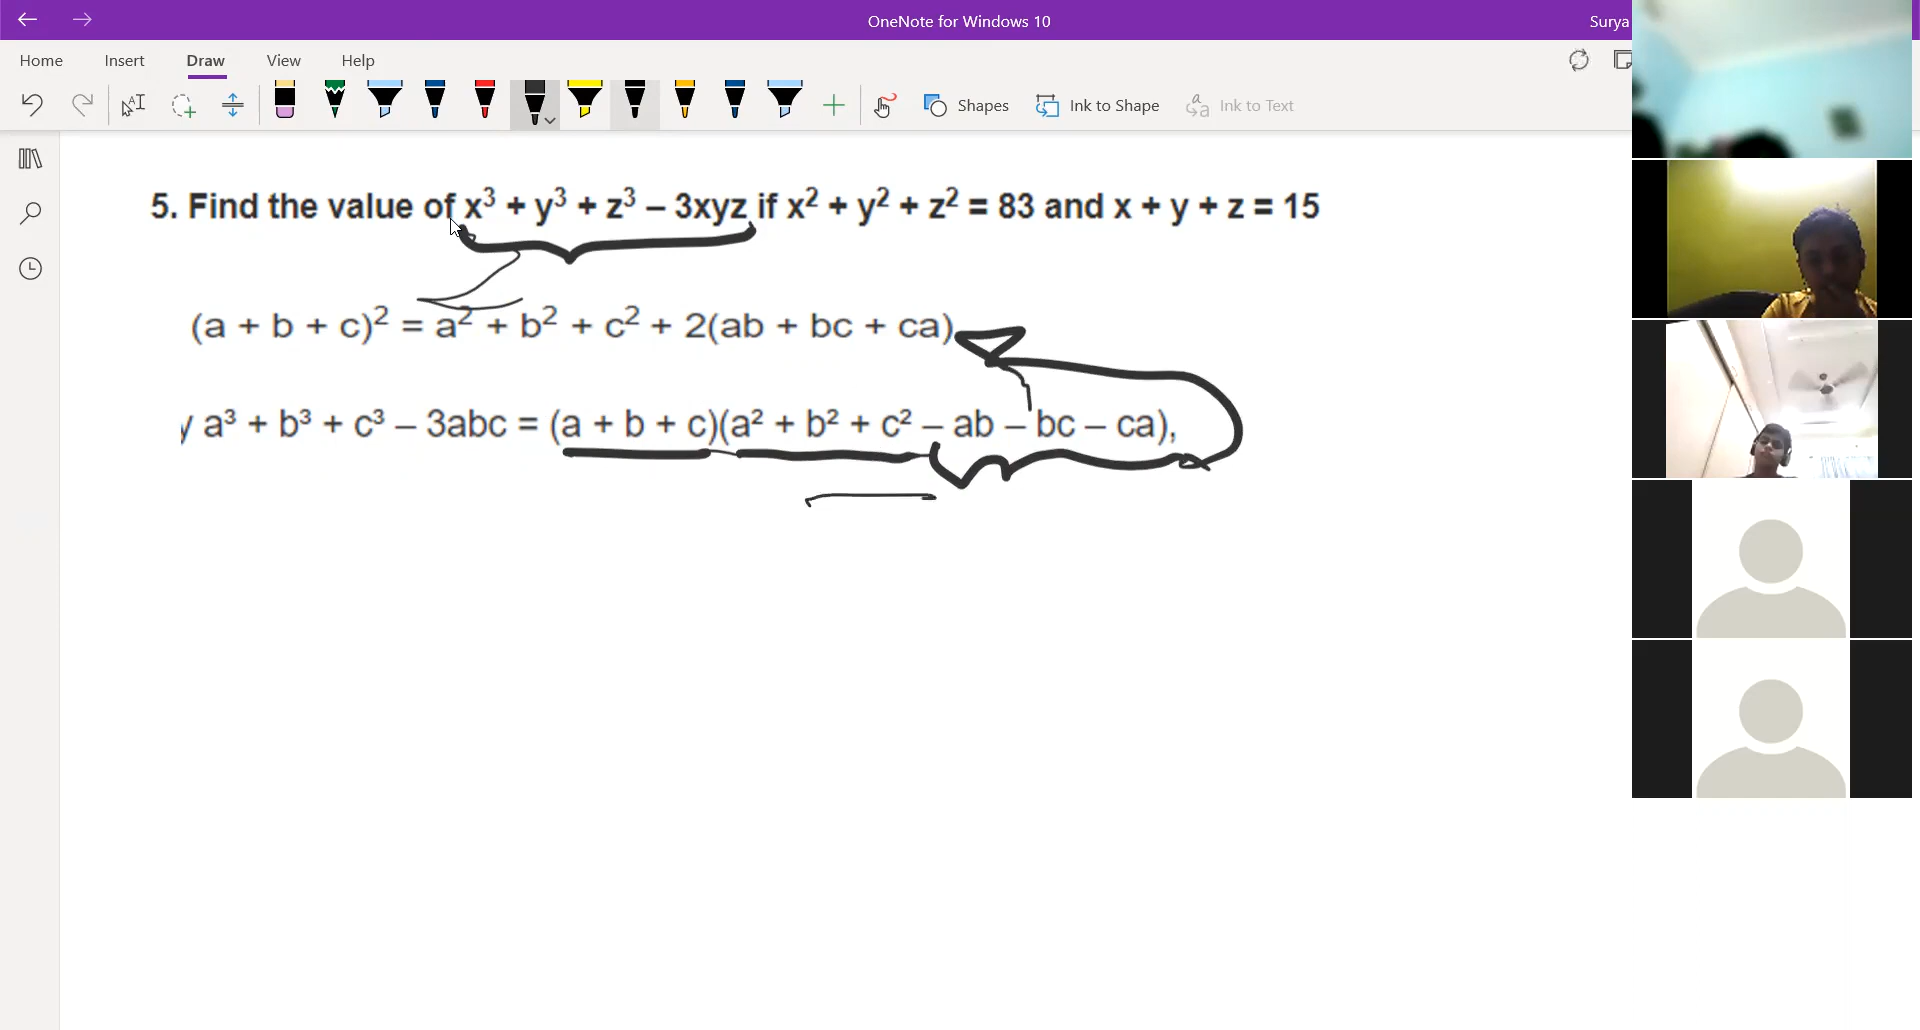 OneNote for Windows 10
Surya
Home Insert Draw View Help
Shapes Ink to Shape Ink to Text
5. Find the value of x³ + y³ + z³ – 3xyz if x² + y² + z² = 83 and x + y + z = 15
(a + b + c)² = a² + b² + c² + 2(ab + bc + ca)
y a³ + b³ + c³ – 3abc = (a + b + c)(a² + b² + c² – ab – bc – ca),